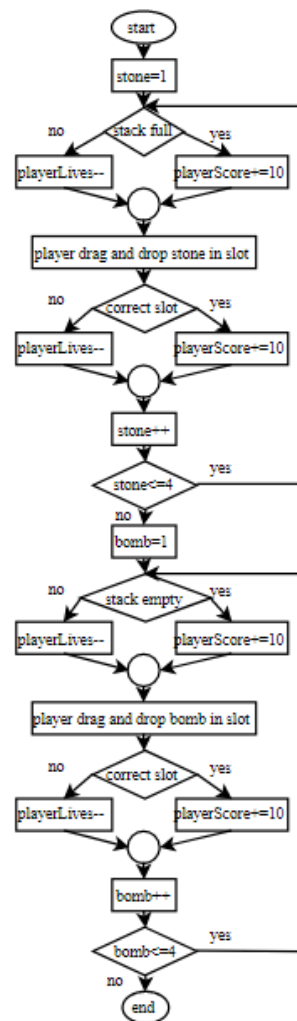 start
stone=1
stack full
no
yes
playerLives--
playerScore+=10
player drag and drop stone in slot
no
yes
correct slot
playerLives--
playerScore+=10
stone++
stone<=4
yes
no
bomb=1
no
yes
stack empty
playerLives--
playerScore+=10
player drag and drop bomb in slot
no
yes
correct slot
playerLives--
playerScore+=10
bomb++
bomb<=4
yes
no
end